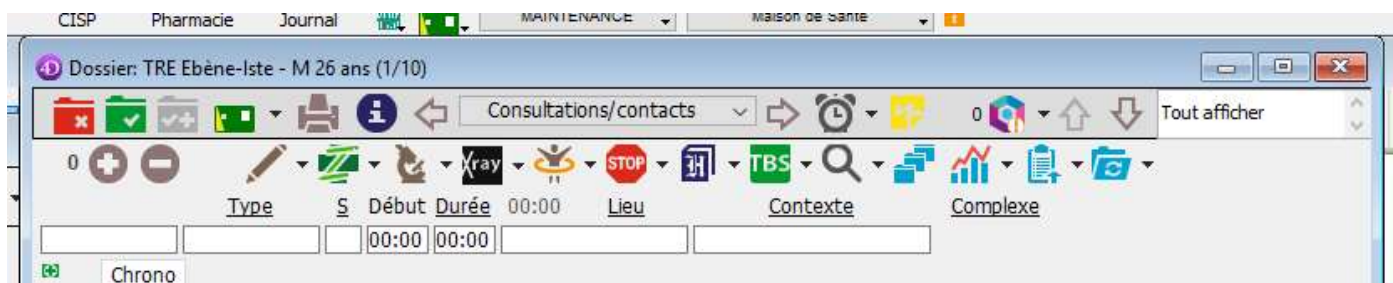 CISP Pharmacie Journal MAINTENANCE Maison de Santé
Dossier: TRE Ebène-Iste - M 26 ans (1/10)
Consultations/contacts 0 Tout afficher
0 Xray STOP H TBS
Type S Début Durée 00:00 Lieu Contexte Complexe
00:00 00:00
Chrono